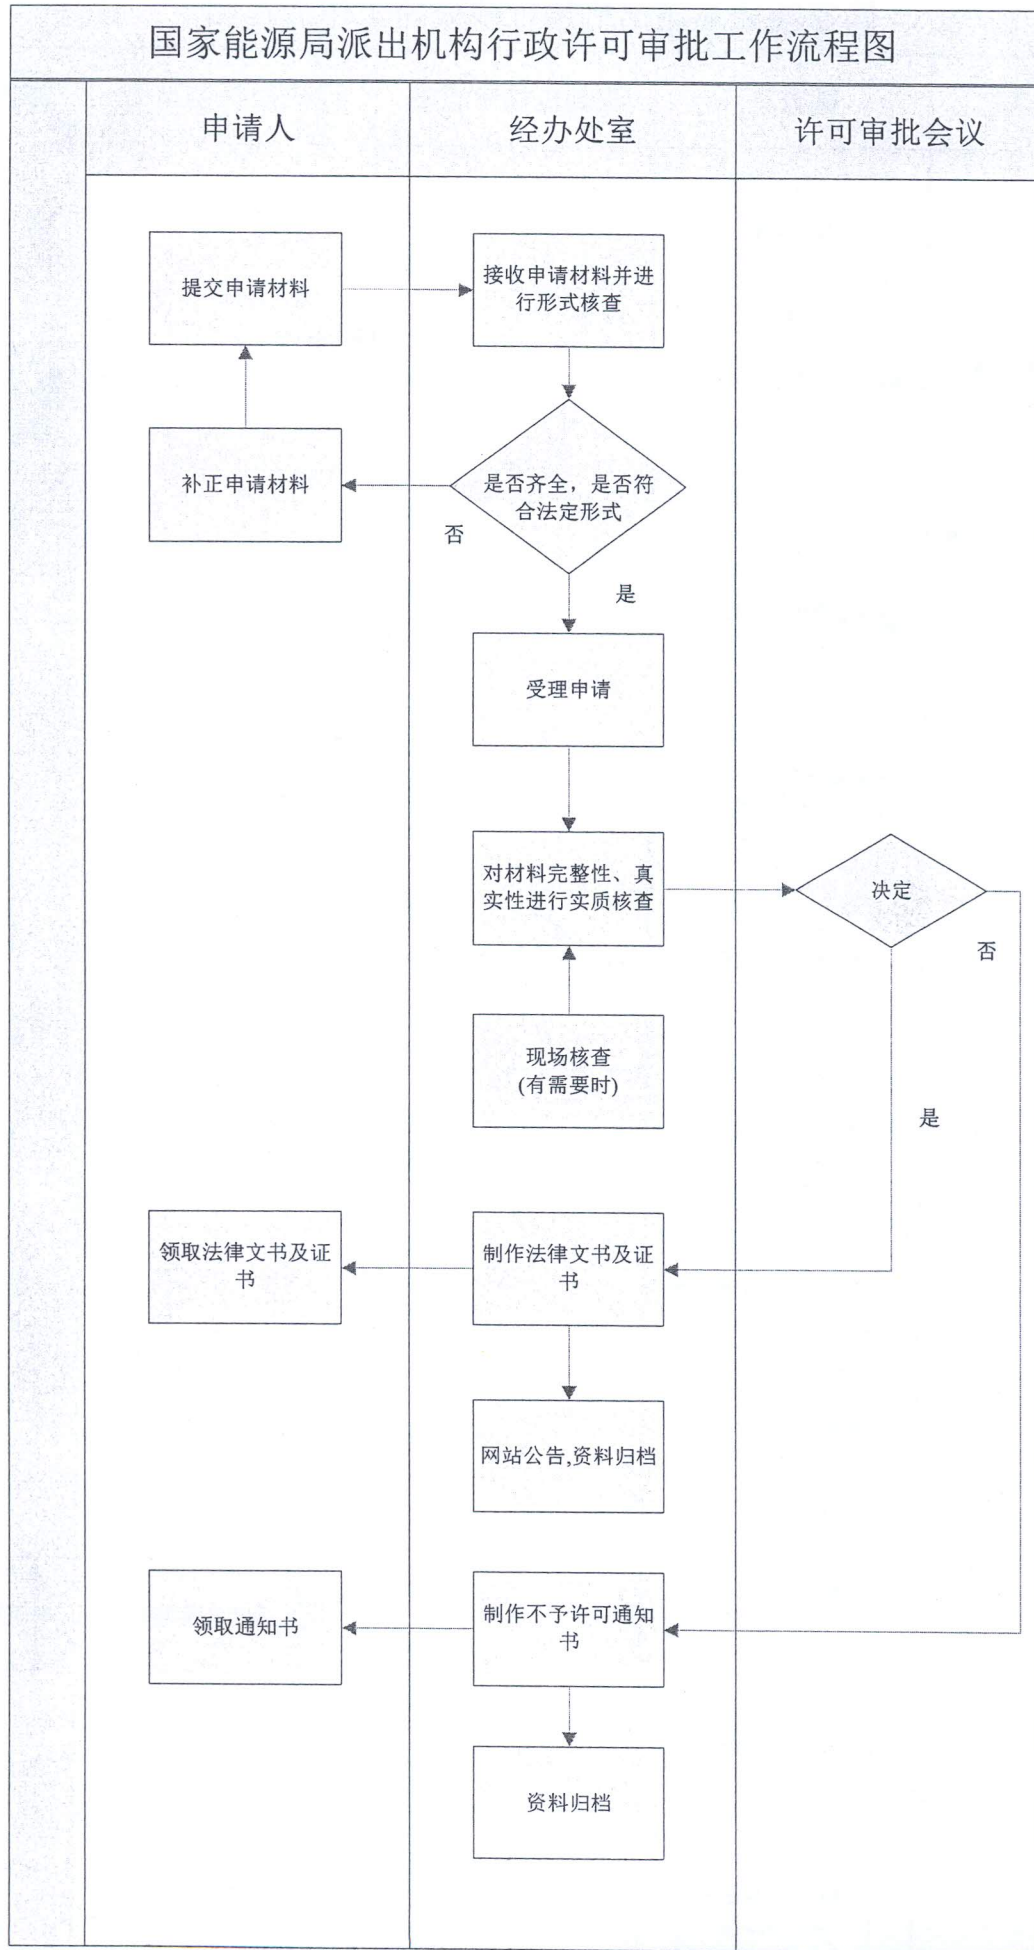 国家能源局派出机构行政许可审批工作流程图
申请人
经办处室
许可审批会议
提交申请材料
接收申请材料并进
行形式核查
补正申请材料
是否齐全，是否符
合法定形式
否
是
受理申请
对材料完整性、真
实性进行实质核查
决定
否
现场核查
(有需要时)
是
领取法律文书及证
书
制作法律文书及证
书
网站公告,资料归档
领取通知书
制作不予许可通知
书
资料归档